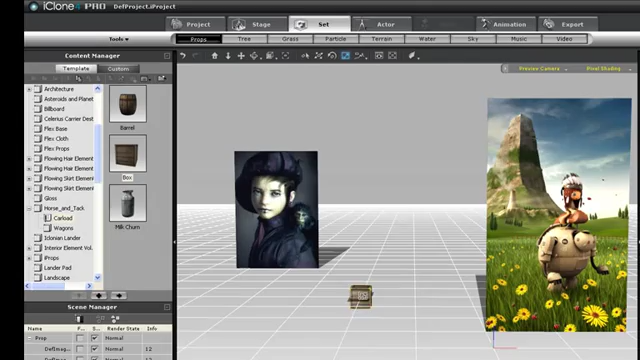 iClone4 PRO DefProject.iProject
Project Stage Set Actor Animation Export
Tools Props Tree Grass Particle Terrain Water Sky Music Video
Content Manager
Template Custom
Preview Camera Pixel Shading
Architecture
Asteroids and Planet
Billboard
Celerius Carrier Dest
Flex Base
Flex Cloth
Flex Props
Flowing Hair Element
Flowing Hair Element
Flowing Skirt Element
Flowing Skirt Element
Gloss
Horse_and_Tack
Carload
Wagons
Idonian Lander
Interior Element Vol.
iProps
Lander Pad
Landscape
Barrel
Box
Milk Churn
Scene Manager
Name F... S... Render State Info
Prop Normal
DefImag... Normal 12